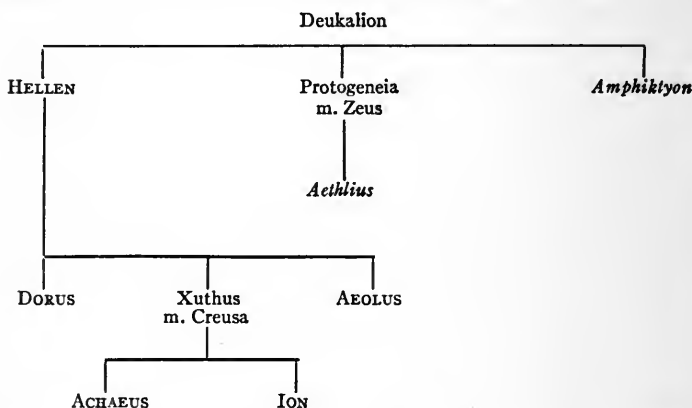 Deukalion
HELLEN Protogeneia Amphiktyon
m. Zeus
Aethlius
DORUS Xuthus AEOLUS
m. Creusa
ACHAEUS ION